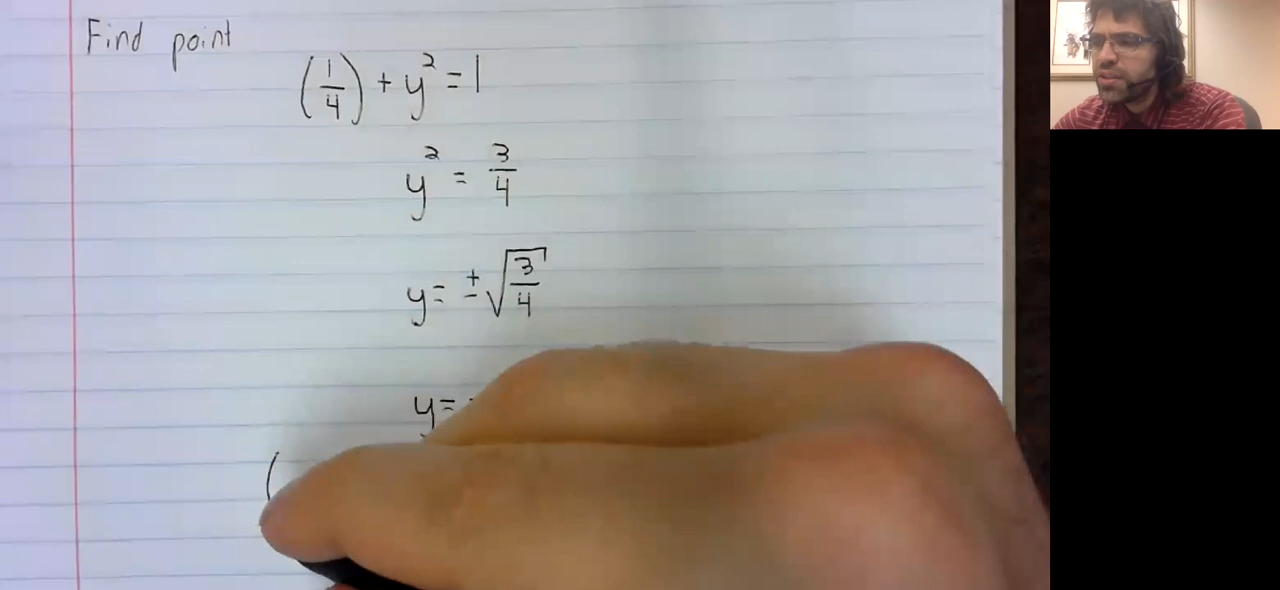 Find point
(1/4) + y² = 1
y² = 3/4
y = ±√(3/4)
y =
(